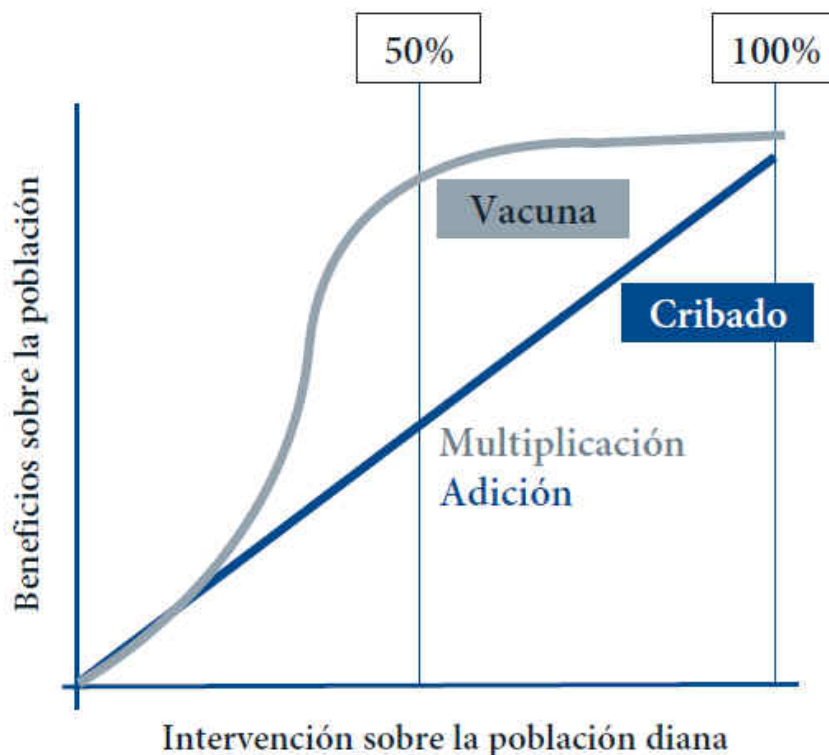 50%
100%
Beneficios sobre la población
Vacuna
Cribado
Multiplicación
Adición
Intervención sobre la población diana